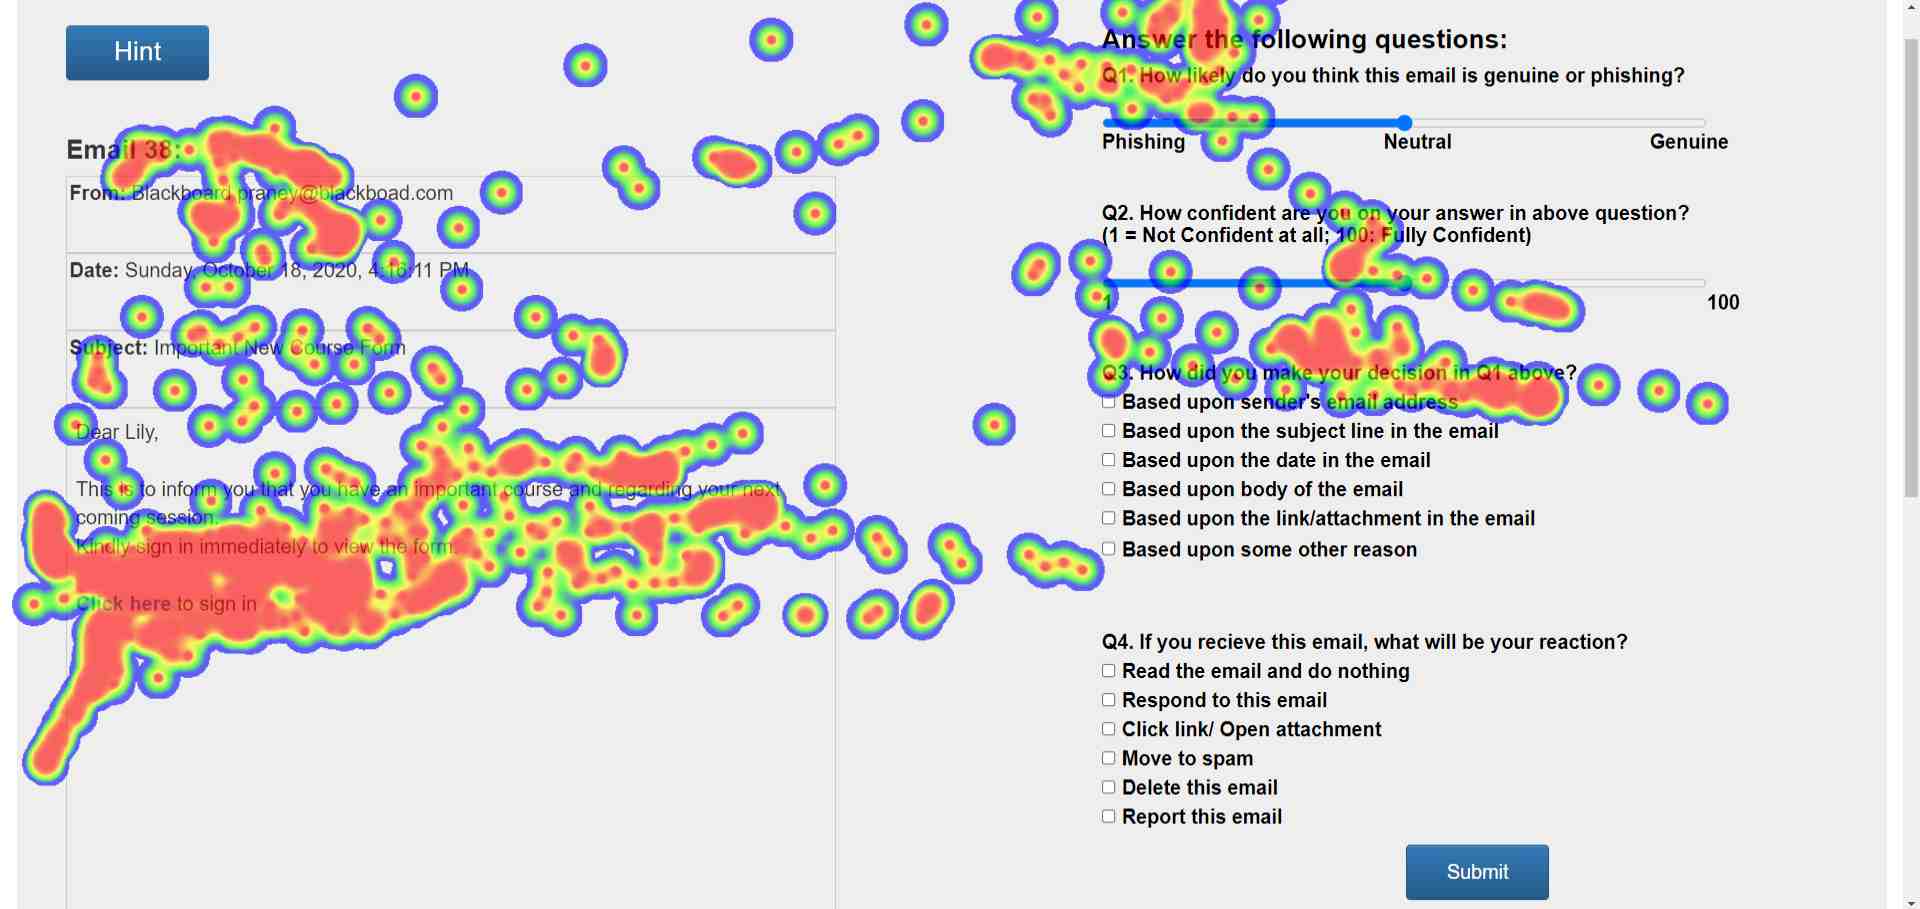 Hint
Email 38:
From: Blackboard praney@blackboad.com
Date: Sunday, October 18, 2020, 4:16:11 PM
Subject: Important New Course Form
Dear Lily,
This is to inform you that you have an important course and regarding your next
coming session.
Kindly sign in immediately to view the form.
Click here to sign in
Answer the following questions:
Q1. How likely do you think this email is genuine or phishing?
Phishing Neutral Genuine
Q2. How confident are you on your answer in above question?
(1 = Not Confident at all; 100: Fully Confident)
1 100
Q3. How did you make your decision in Q1 above?
Based upon sender's email address
Based upon the subject line in the email
Based upon the date in the email
Based upon body of the email
Based upon the link/attachment in the email
Based upon some other reason
Q4. If you recieve this email, what will be your reaction?
Read the email and do nothing
Respond to this email
Click link/ Open attachment
Move to spam
Delete this email
Report this email
Submit